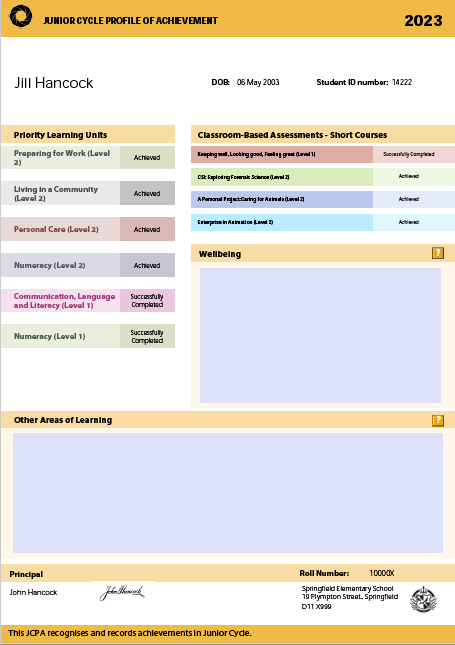 JUNIOR CYCLE PROFILE OF ACHIEVEMENT
2023
Jill Hancock
DOB: 06 May 2003
Student ID number: 14222
Priority Learning Units
Preparing for Work (Level
2)
Achieved
Living in a Community
(Level 2)
Achieved
Personal Care (Level 2)
Achieved
Numeracy (Level 2)
Achieved
Communication, Language
and Literacy (Level 1)
Successfully
Completed
Numeracy (Level 1)
Successfully
Completed
Classroom-Based Assessments - Short Courses
Keeping well, Looking good, Feeling great (Level 1)
Successfully Completed
CSI: Exploring Forensic Science (Level 2)
Achieved
A Personal Project:Caring for Animals (Level 2)
Achieved
Enterprise in Animation (Level 2)
Achieved
Wellbeing
?
Other Areas of Learning
?
Principal
John Hancock
John Hancock
Roll Number: 10000X
Springfield Elementary School
19 Plympton Street., Springfield
D11 X999
This JCPA recognises and records achievements in Junior Cycle.